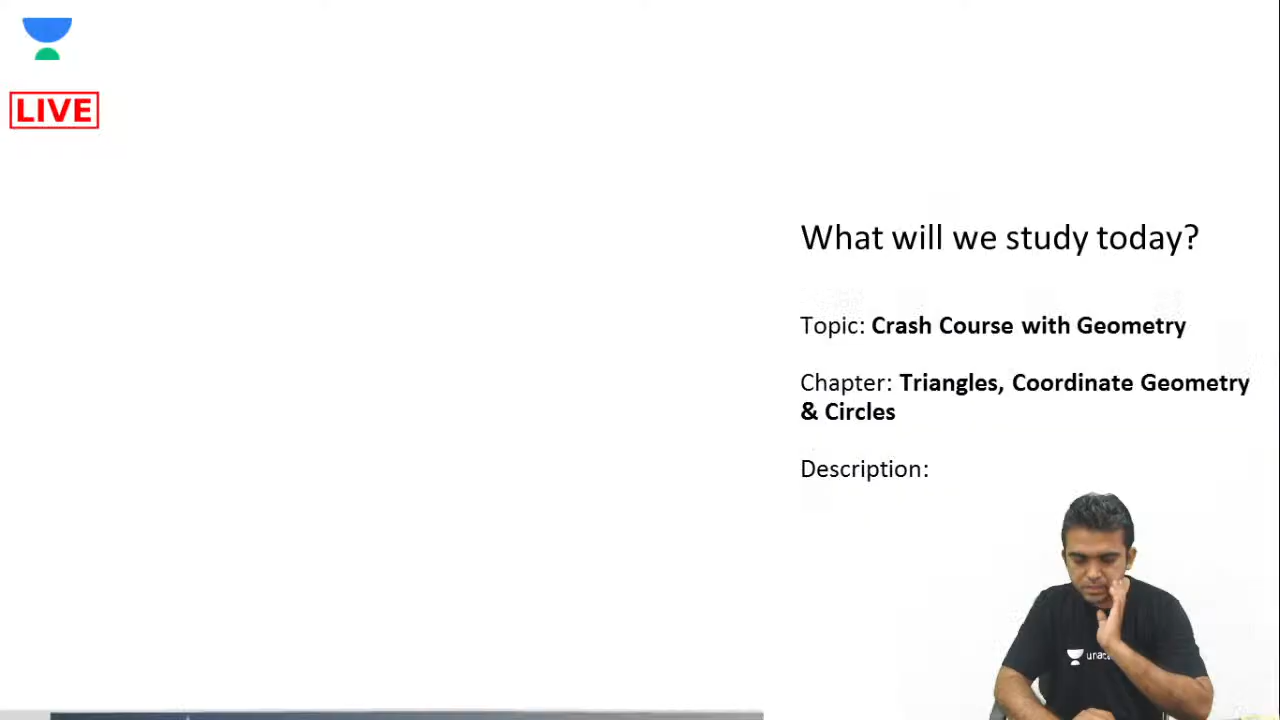 LIVE
What will we study today?
Topic: Crash Course with Geometry
Chapter: Triangles, Coordinate Geometry
& Circles
Description: